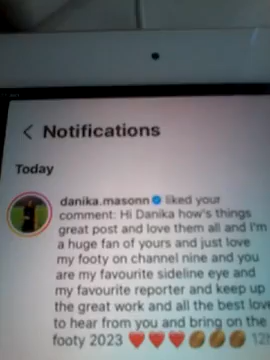 Notifications
Today
danika.masonn liked your
comment: Hi Danika how's things
great post and love them all and I'm
a huge fan of yours and just love
my footy on channel nine and you
are my favourite sideline eye and
my favourite reporter and keep up
the great work and all the best love
to hear from you and bring on the
footy 2023 ❤️❤️❤️🏉🏉🏉